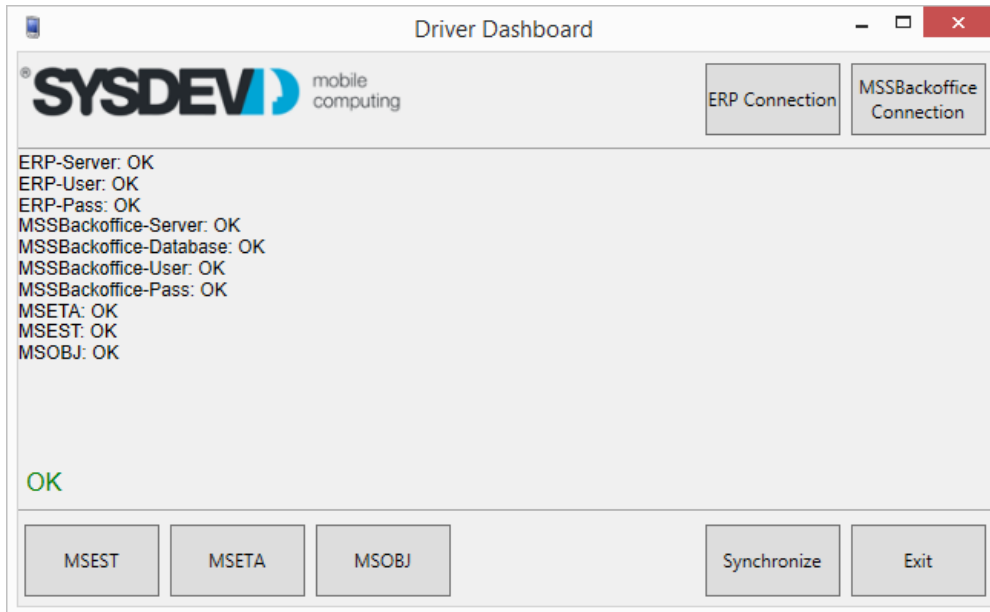 Driver Dashboard
®SYSDEV mobile
computing
ERP Connection
MSSBackoffice
Connection
ERP-Server: OK
ERP-User: OK
ERP-Pass: OK
MSSBackoffice-Server: OK
MSSBackoffice-Database: OK
MSSBackoffice-User: OK
MSSBackoffice-Pass: OK
MSETA: OK
MSEST: OK
MSOBJ: OK
OK
MSEST
MSETA
MSOBJ
Synchronize
Exit